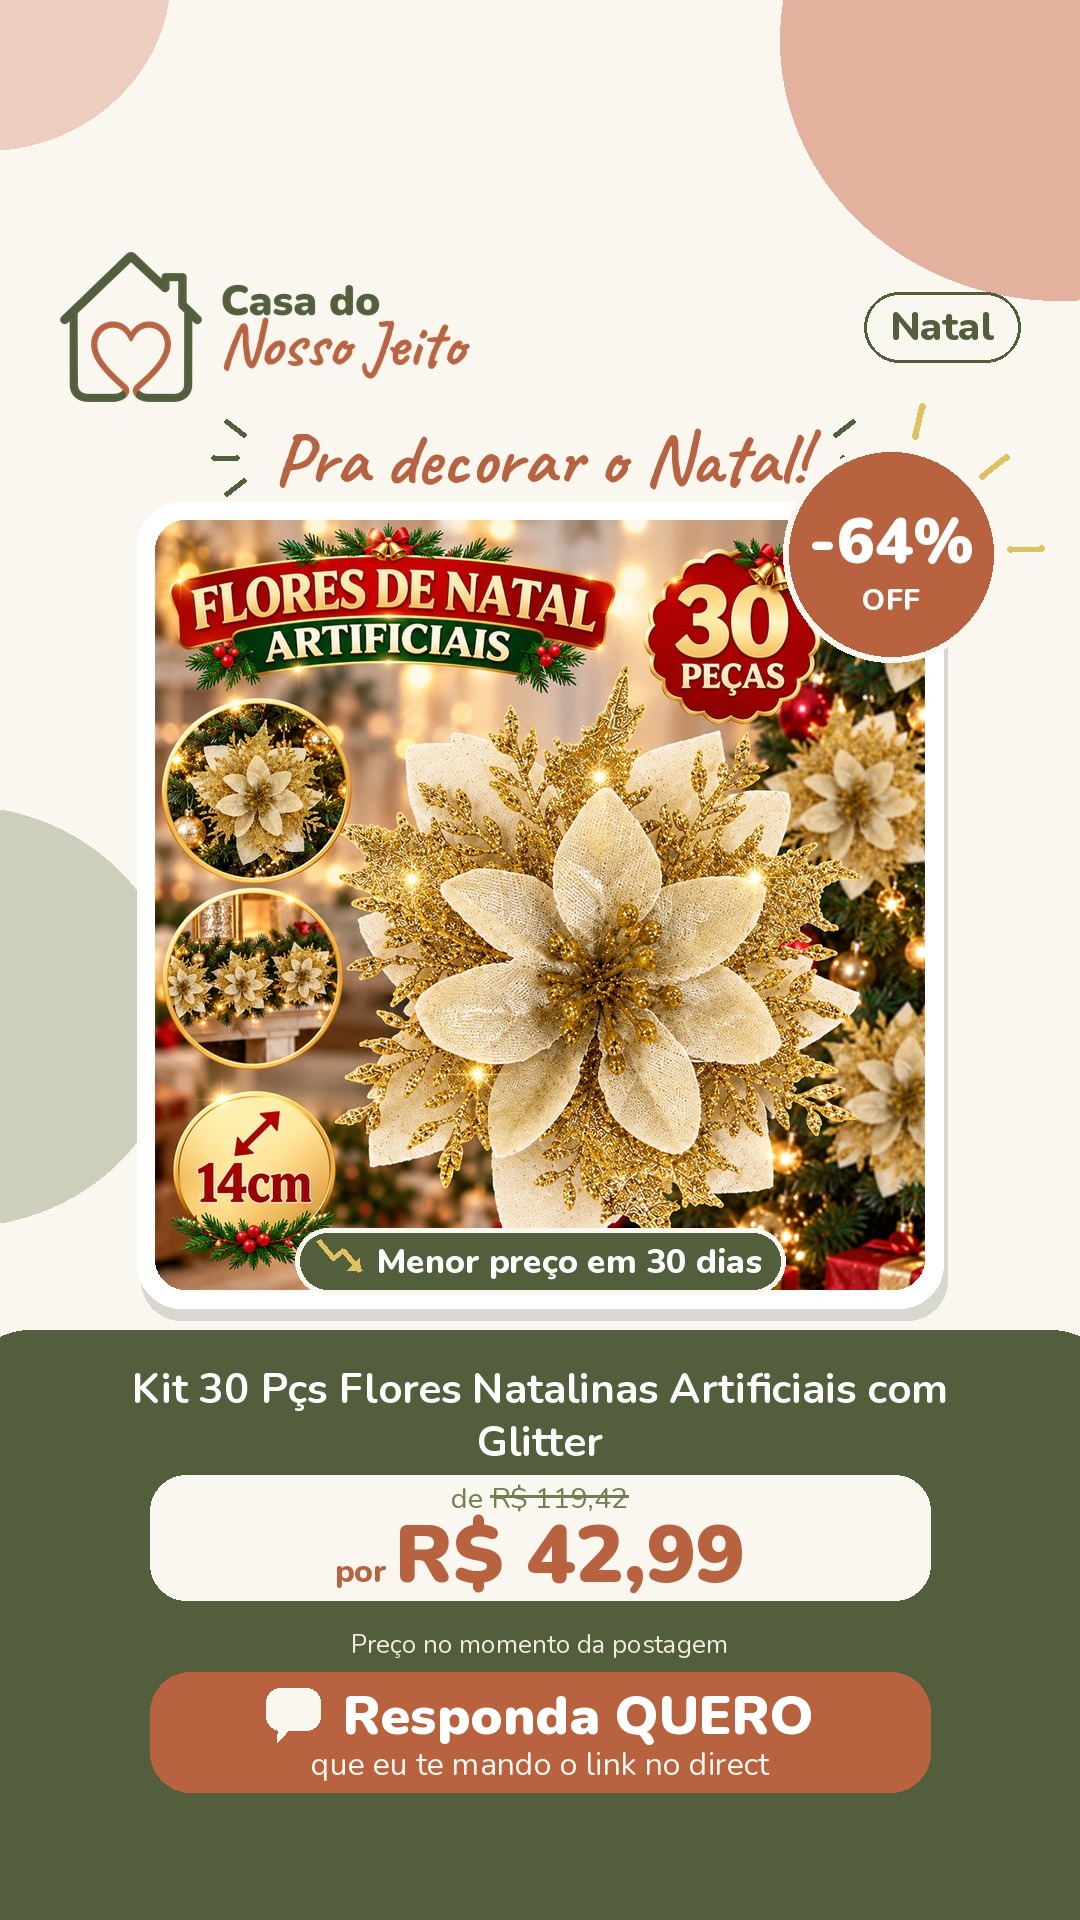 Casa do
Nosso Jeito
Natal
Pra decorar o Natal!
-64%
OFF
FLORES DE NATAL
ARTIFICIAIS
30
PEÇAS
14cm
Menor preço em 30 dias
Kit 30 Pçs Flores Natalinas Artificiais com
Glitter
de R$ 119,42
por R$ 42,99
Preço no momento da postagem
Responda QUERO
que eu te mando o link no direct